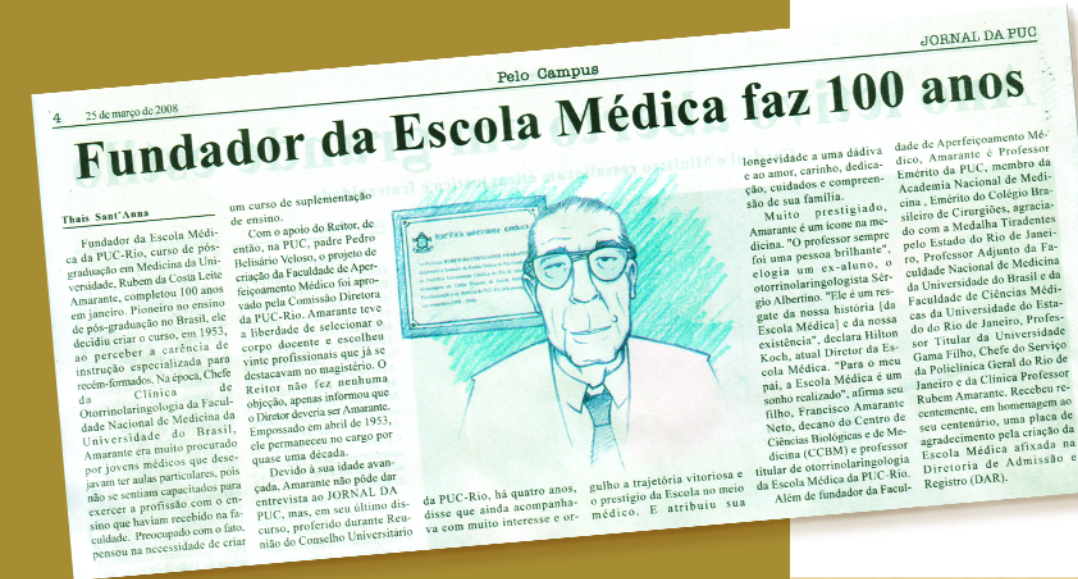 JORNAL DA PUC
Pelo Campus
4 25 de março de 2008
Fundador da Escola Médica faz 100 anos
Thais Sant'Anna
Fundador da Escola Médi-
ca da PUC-Rio, curso de pós-
graduação em Medicina da Uni-
versidade, Rubem da Costa Leite
Amarante, completou 100 anos
em janeiro. Pioneiro no ensino
de pós-graduação no Brasil, ele
decidiu criar o curso, em 1953,
ao perceber a carência de
instrução especializada para
recém-formados. Na época, Chefe
da Clínica de
Otorrinolaringologia da Facul-
dade Nacional de Medicina da
Universidade do Brasil,
Amarante era muito procurado
por jovens médicos que dese-
javam ter aulas particulares, pois
não se sentiam capacitados para
exercer a profissão com o en-
sino que haviam recebido na fa-
culdade. Preocupado com o fato,
pensou na necessidade de criar
um curso de suplementação
de ensino.
Com o apoio do Reitor, de
então, na PUC, padre Pedro
Belisário Veloso, o projeto de
criação da Faculdade de Aper-
feiçoamento Médico foi apro-
vado pela Comissão Diretora
da PUC-Rio. Amarante teve
a liberdade de selecionar o
corpo docente e escolheu
vinte profissionais que já se
destacavam no magistério. O
Reitor não fez nenhuma
objeção, apenas informou que
o Diretor deveria ser Amarante.
Empossado em abril de 1953,
ele permaneceu no cargo por
quase uma década.
Devido à sua idade avan-
çada, Amarante não pôde dar
entrevista ao JORNAL DA
PUC, mas, em seu último dis-
curso, proferido durante Reu-
nião do Conselho Universitário
da PUC-Rio, há quatro anos,
disse que ainda acompanha-
va com muito interesse e or-
gulho a trajetória vitoriosa e
o prestígio da Escola no meio
médico. E atribuiu sua
longevidade a uma dádiva
e ao amor, carinho, dedica-
ção, cuidados e compreen-
são de sua família.
Muito prestigiado,
Amarante é um ícone na me-
dicina. "O professor sempre
foi uma pessoa brilhante",
elogia um ex-aluno, o
otorrinolaringologista Sér-
gio Albertino. "Ele é um res-
gate da nossa história [da
Escola Médica] e da nossa
existência", declara Hilton
Koch, atual Diretor da Es-
cola Médica. "Para o meu
pai, a Escola Médica é um
sonho realizado", afirma seu
filho, Francisco Amarante
Neto, decano do Centro de
Ciências Biológicas e de Me-
dicina (CCBM) e professor
titular de otorrinolaringologia
da Escola Médica da PUC-Rio.
Além de fundador da Facul-
dade de Aperfeiçoamento Mé-
dico, Amarante é Professor
Emérito da PUC, membro da
Academia Nacional de Medi-
cina , Emérito do Colégio Bra-
sileiro de Cirurgiões, agracia-
do com a Medalha Tiradentes
pelo Estado do Rio de Janei-
ro, Professor Adjunto da Fa-
culdade Nacional de Medicina
da Universidade do Brasil e da
Faculdade de Ciências Médi-
cas da Universidade do Esta-
do do Rio de Janeiro, Profes-
sor Titular da Universidade
Gama Filho, Chefe do Serviço
da Policlínica Geral do Rio de
Janeiro e da Clínica Professor
Rubem Amarante. Recebeu re-
centemente, em homenagem ao
seu centenário, uma placa de
agradecimento pela criação da
Escola Médica afixada na
Diretoria de Admissão e
Registro (DAR).